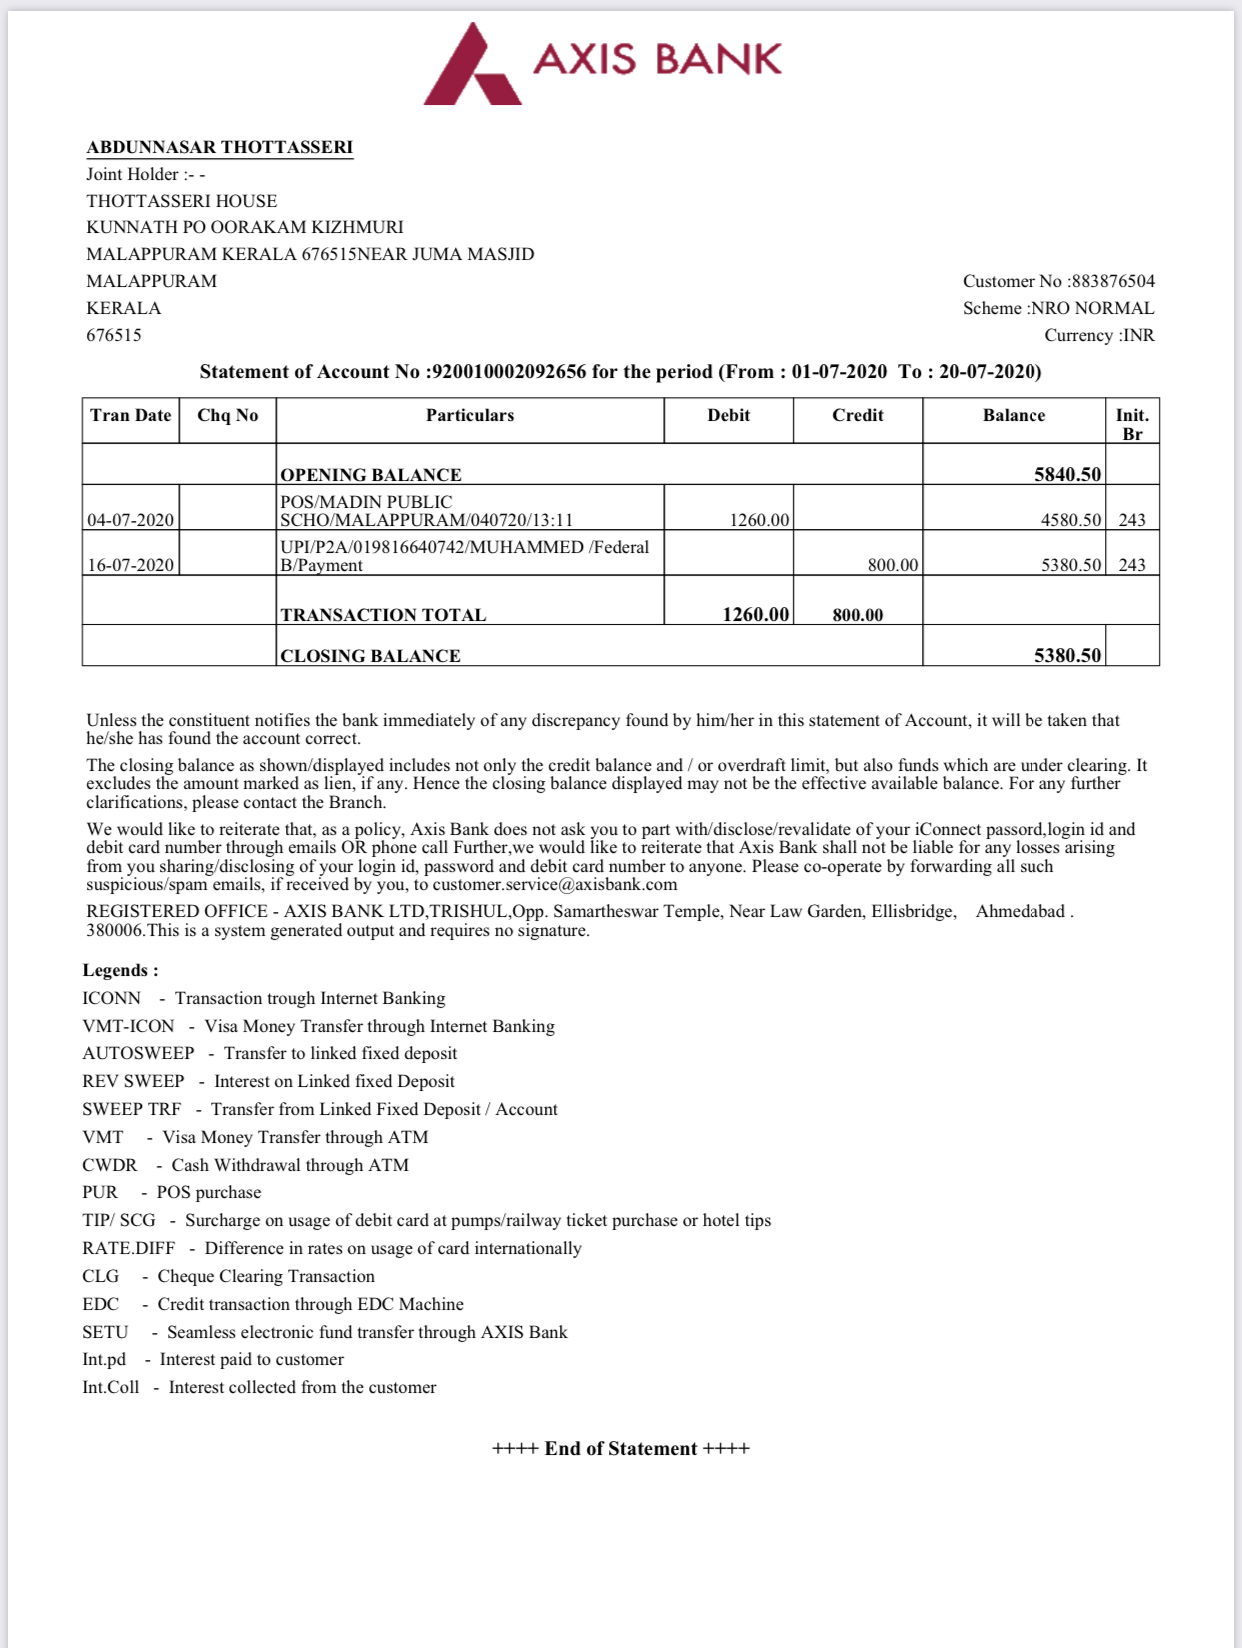 AXIS BANK
ABDUNNASAR THOTTASSERI
Joint Holder :- -
THOTTASSERI HOUSE
KUNNATH PO OORAKAM KIZHMURI
MALAPPURAM KERALA 676515NEAR JUMA MASJID
MALAPPURAM Customer No :883876504
KERALA Scheme :NRO NORMAL
676515 Currency :INR
Statement of Account No :920010002092656 for the period (From : 01-07-2020 To : 20-07-2020)
Tran Date Chq No Particulars Debit Credit Balance Init.
Br
OPENING BALANCE 5840.50
POS/MADIN PUBLIC
04-07-2020 SCHO/MALAPPURAM/040720/13:11 1260.00 4580.50 243
UPI/P2A/019816640742/MUHAMMED /Federal
16-07-2020 B/Payment 800.00 5380.50 243
TRANSACTION TOTAL 1260.00 800.00
CLOSING BALANCE 5380.50
Unless the constituent notifies the bank immediately of any discrepancy found by him/her in this statement of Account, it will be taken that
he/she has found the account correct.
The closing balance as shown/displayed includes not only the credit balance and / or overdraft limit, but also funds which are under clearing. It
excludes the amount marked as lien, if any. Hence the closing balance displayed may not be the effective available balance. For any further
clarifications, please contact the Branch.
We would like to reiterate that, as a policy, Axis Bank does not ask you to part with/disclose/revalidate of your iConnect passord,login id and
debit card number through emails OR phone call Further,we would like to reiterate that Axis Bank shall not be liable for any losses arising
from you sharing/disclosing of your login id, password and debit card number to anyone. Please co-operate by forwarding all such
suspicious/spam emails, if received by you, to customer.service@axisbank.com
REGISTERED OFFICE - AXIS BANK LTD,TRISHUL,Opp. Samartheswar Temple, Near Law Garden, Ellisbridge, Ahmedabad .
380006.This is a system generated output and requires no signature.
Legends :
ICONN - Transaction trough Internet Banking
VMT-ICON - Visa Money Transfer through Internet Banking
AUTOSWEEP - Transfer to linked fixed deposit
REV SWEEP - Interest on Linked fixed Deposit
SWEEP TRF - Transfer from Linked Fixed Deposit / Account
VMT - Visa Money Transfer through ATM
CWDR - Cash Withdrawal through ATM
PUR - POS purchase
TIP/ SCG - Surcharge on usage of debit card at pumps/railway ticket purchase or hotel tips
RATE.DIFF - Difference in rates on usage of card internationally
CLG - Cheque Clearing Transaction
EDC - Credit transaction through EDC Machine
SETU - Seamless electronic fund transfer through AXIS Bank
Int.pd - Interest paid to customer
Int.Coll - Interest collected from the customer
++++ End of Statement ++++